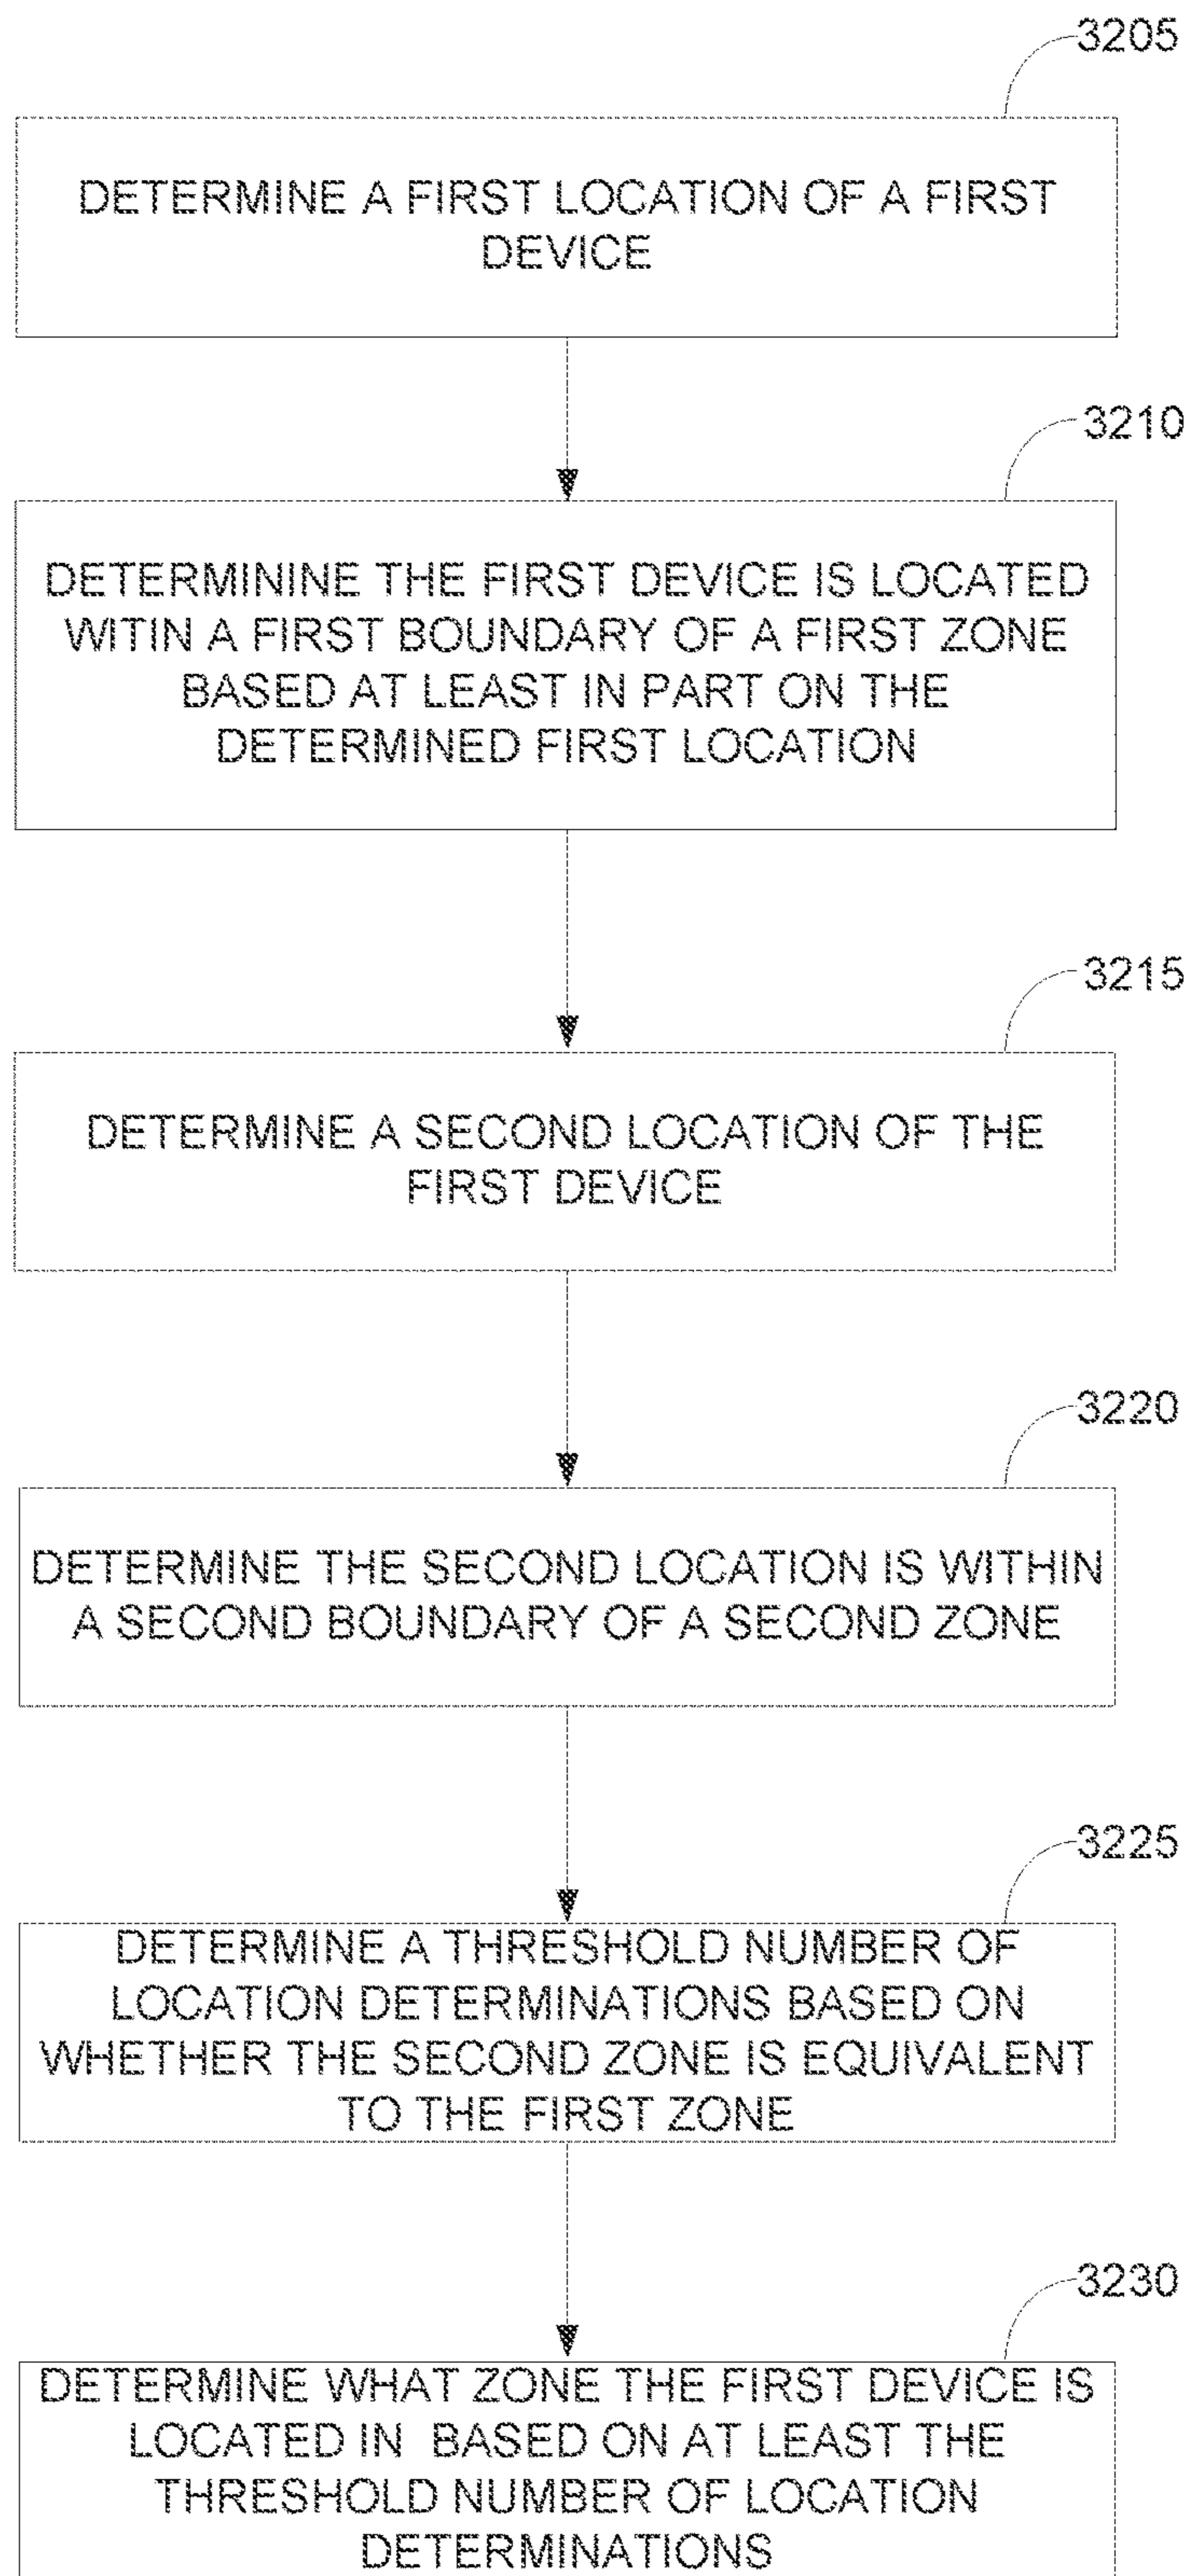 3205
DETERMINE A FIRST LOCATION OF A FIRST
DEVICE
3210
DETERMININE THE FIRST DEVICE IS LOCATED
WITIN A FIRST BOUNDARY OF A FIRST ZONE
BASED AT LEAST IN PART ON THE
DETERMINED FIRST LOCATION
3215
DETERMINE A SECOND LOCATION OF THE
FIRST DEVICE
3220
DETERMINE THE SECOND LOCATION IS WITHIN
A SECOND BOUNDARY OF A SECOND ZONE
3225
DETERMINE A THRESHOLD NUMBER OF
LOCATION DETERMINATIONS BASED ON
WHETHER THE SECOND ZONE IS EQUIVALENT
TO THE FIRST ZONE
3230
DETERMINE WHAT ZONE THE FIRST DEVICE IS
LOCATED IN  BASED ON AT LEAST THE
THRESHOLD NUMBER OF LOCATION
DETERMINATIONS